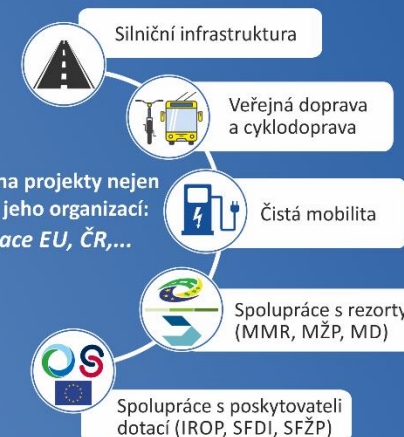 Silniční infrastruktura
Veřejná doprava
a cyklodoprava
na projekty nejen
jeho organizací:
ace EU, ČR,...
Čistá mobilita
Spolupráce s rezorty
(MMR, MŽP, MD)
Spolupráce s poskytovateli
dotací (IROP, SFDI, SFŽP)